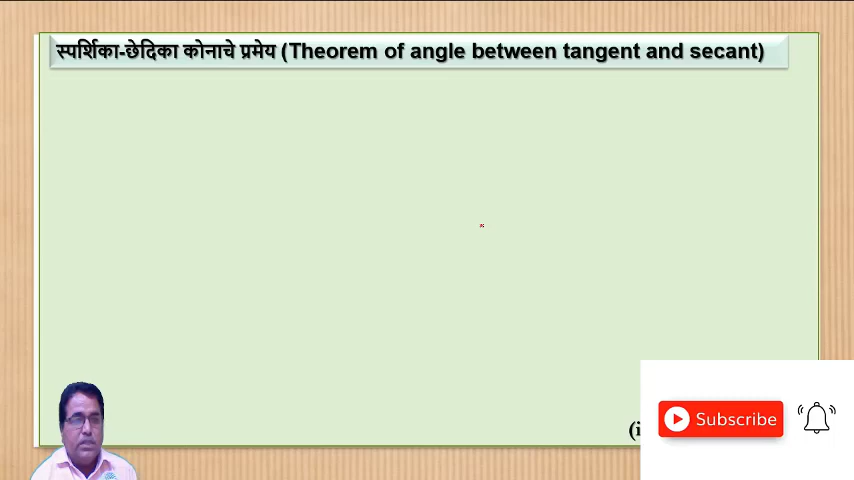 स्पर्शिका-छेदिका कोनाचे प्रमेय (Theorem of angle between tangent and secant)
(i
Subscribe